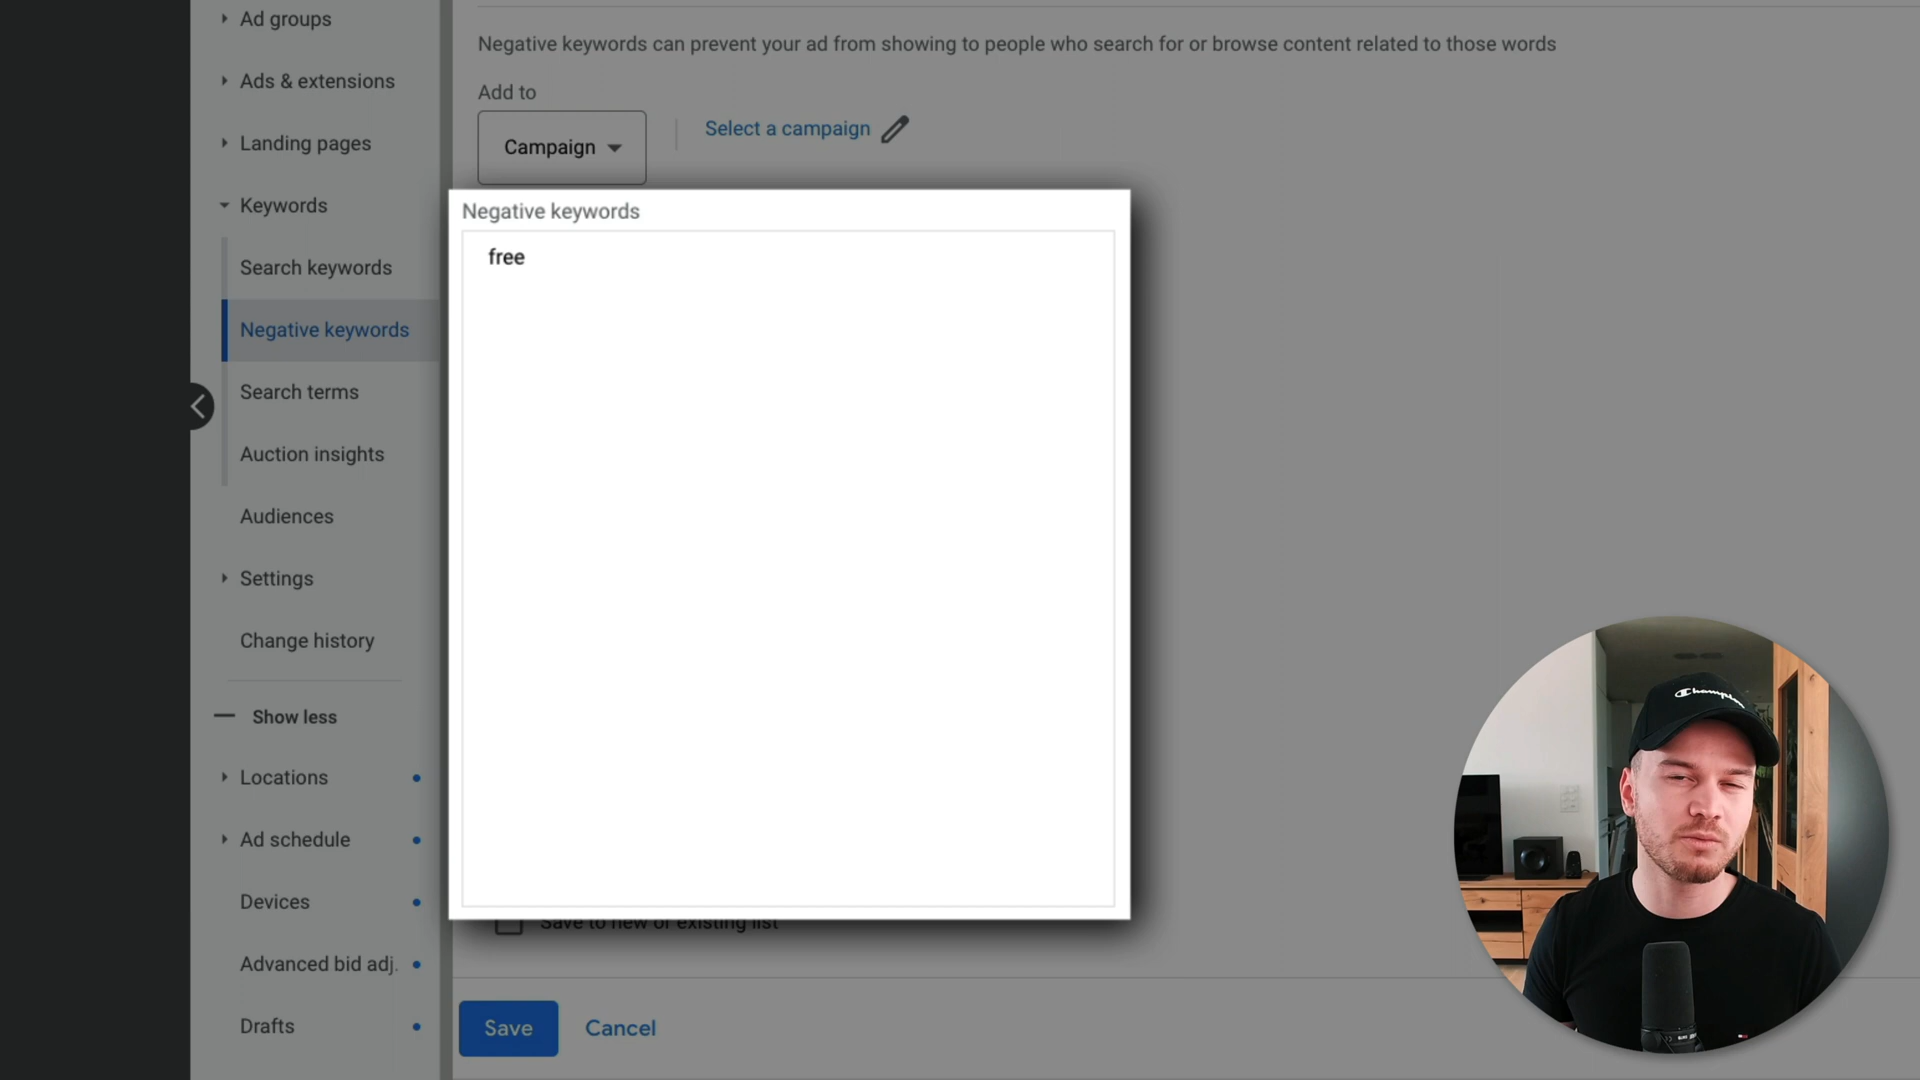 Ad groups
Ads & extensions
Landing pages
Keywords
Search keywords
Negative keywords
Search terms
Auction insights
Audiences
Settings
Change history
Show less
Locations
Ad schedule
Devices
Advanced bid adj.
Drafts
Negative keywords can prevent your ad from showing to people who search for or browse content related to those words
Add to
Campaign
Select a campaign
Negative keywords
free
Save to new or existing list
Save
Cancel
Champion